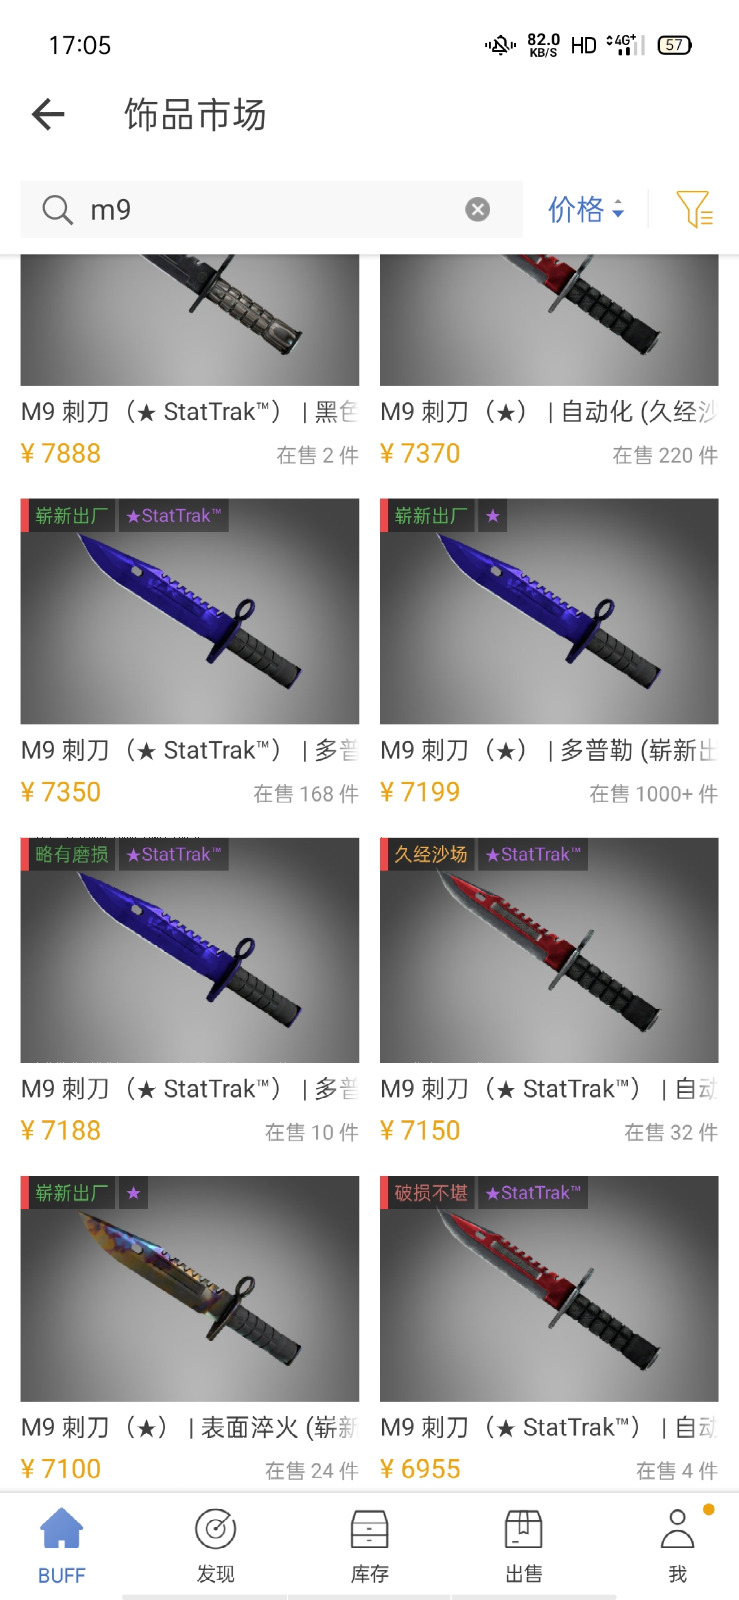 17:05
82.0 KB/S HD 4G+ 57
饰品市场
m9
价格
M9 刺刀（★ StatTrak™） | 黑色
M9 刺刀（★） | 自动化 (久经沙
¥ 7888 在售 2 件
¥ 7370 在售 220 件
崭新出厂 ★StatTrak™
崭新出厂 ★
M9 刺刀（★ StatTrak™） | 多普
M9 刺刀（★） | 多普勒 (崭新出
¥ 7350 在售 168 件
¥ 7199 在售 1000+ 件
略有磨损 ★StatTrak™
久经沙场 ★StatTrak™
M9 刺刀（★ StatTrak™） | 多普
M9 刺刀（★ StatTrak™） | 自动
¥ 7188 在售 10 件
¥ 7150 在售 32 件
崭新出厂 ★
破损不堪 ★StatTrak™
M9 刺刀（★） | 表面淬火 (崭新
M9 刺刀（★ StatTrak™） | 自动
¥ 7100 在售 24 件
¥ 6955 在售 4 件
BUFF 发现 库存 出售 我